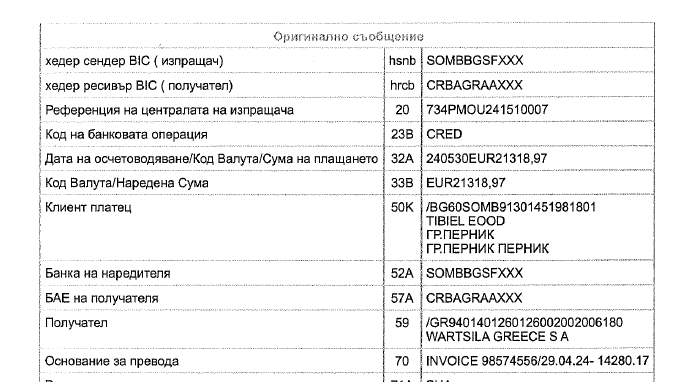 Оригинално съобщение
хедер сендер BIC ( изпращач) hsnb SOMBBGSFXXX
хедер ресивър BIC ( получател) hrcb CRBAGRAAXXX
Референция на централата на изпращача 20 734PMOU241510007
Код на банковата операция 23B CRED
Дата на осчетоводяване/Код Валута/Сума на плащането 32A 240530EUR21318,97
Код Валута/Наредена Сума 33B EUR21318,97
Клиент платец 50K /BG60SOMB91301451981801
TIBIEL EOOD
ГР.ПЕРНИК
ГР.ПЕРНИК ПЕРНИК
Банка на наредителя 52A SOMBBGSFXXX
БАЕ на получателя 57A CRBAGRAAXXX
Получател 59 /GR9401401260126002002006180
WARTSILA GREECE S A
Основание за превода 70 INVOICE 98574556/29.04.24- 14280.17